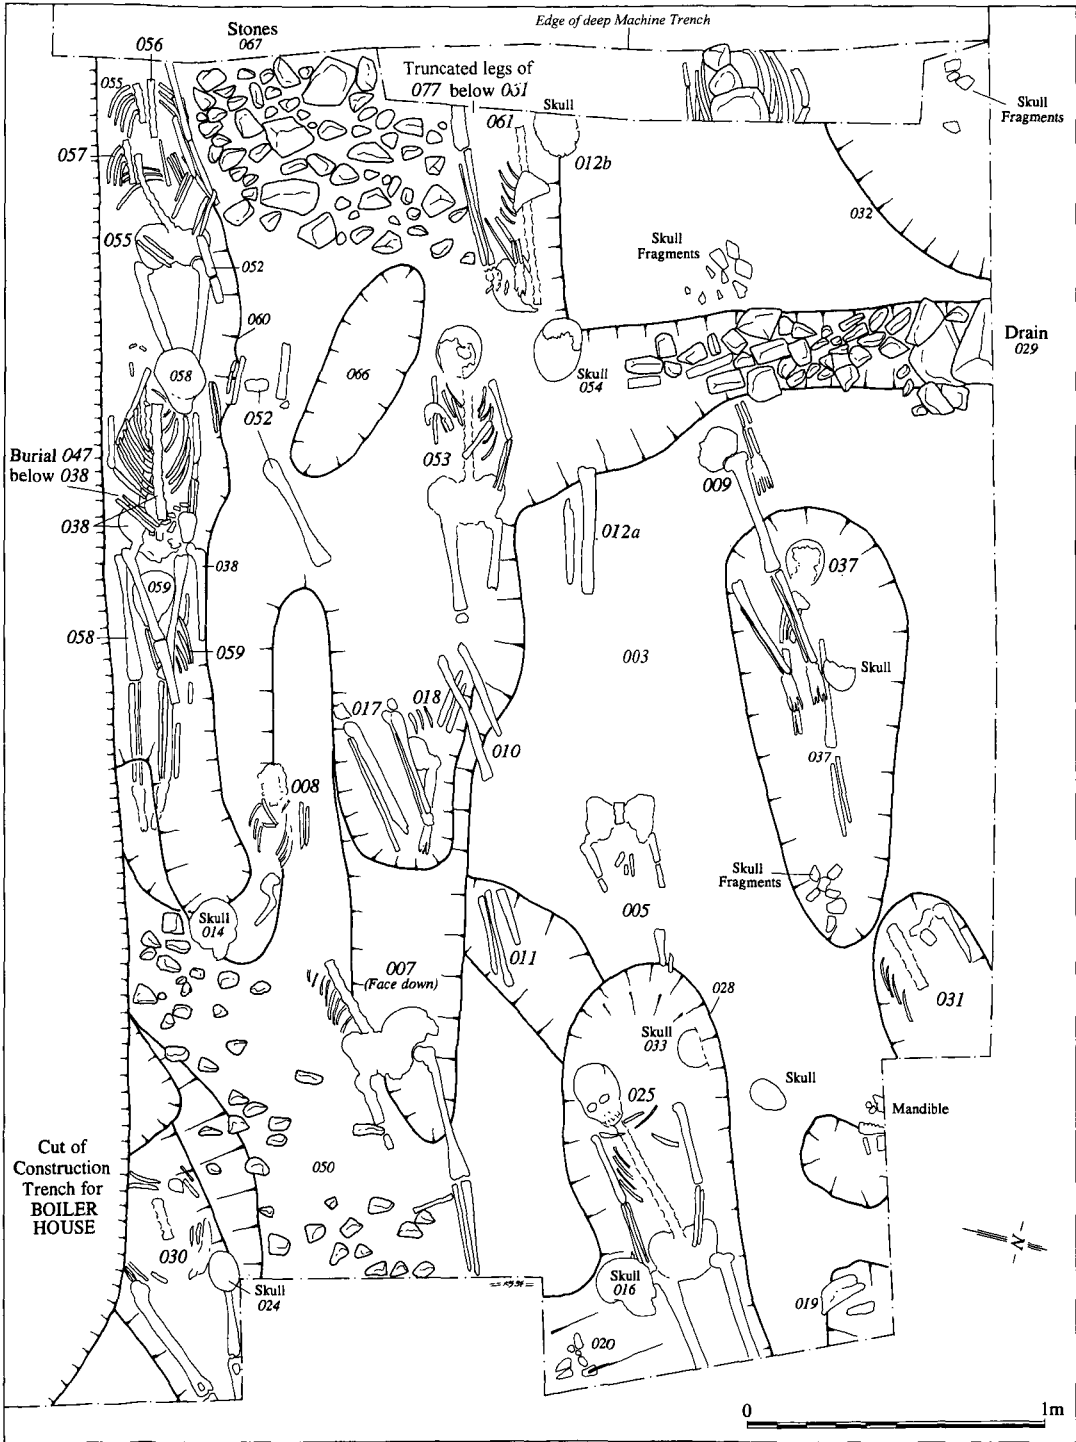 Edge of deep Machine Trench
Stones
067
056
055
Truncated legs of
077 below 051
Skull
061
012b
Skull
Fragments
057
032
055
052
Skull
Fragments
060
Drain
029
058
066
Skull
054
052
053
Burial 047
below 038
009
038
012a
038
037
059
058
059
003
Skull
017
018
010
037
008
Skull
Fragments
Skull
014
005
011
007
(Face down)
028
031
Skull
033
025
Skull
Mandible
Cut of
Construction
Trench for
BOILER
HOUSE
050
030
N
Skull
024
Skull
016
019
020
0
1m